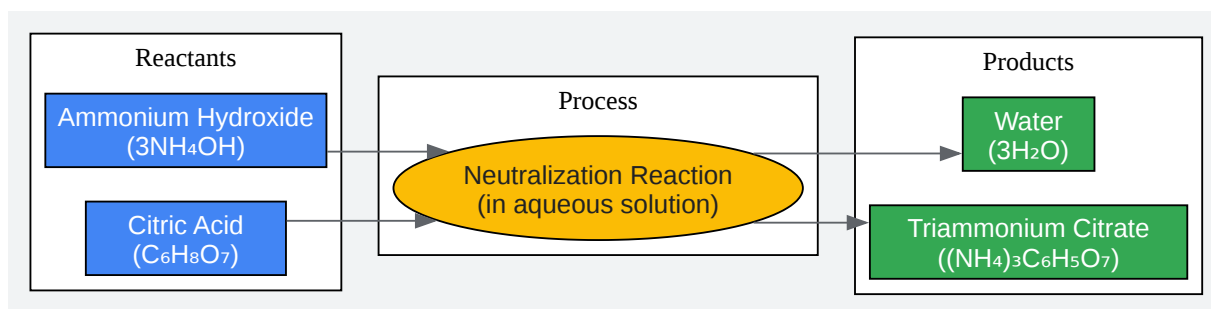 Reactants
Ammonium Hydroxide
(3NH₄OH)
Citric Acid
(C₆H₈O₇)
Process
Neutralization Reaction
(in aqueous solution)
Products
Water
(3H₂O)
Triammonium Citrate
((NH₄)₃C₆H₅O₇)